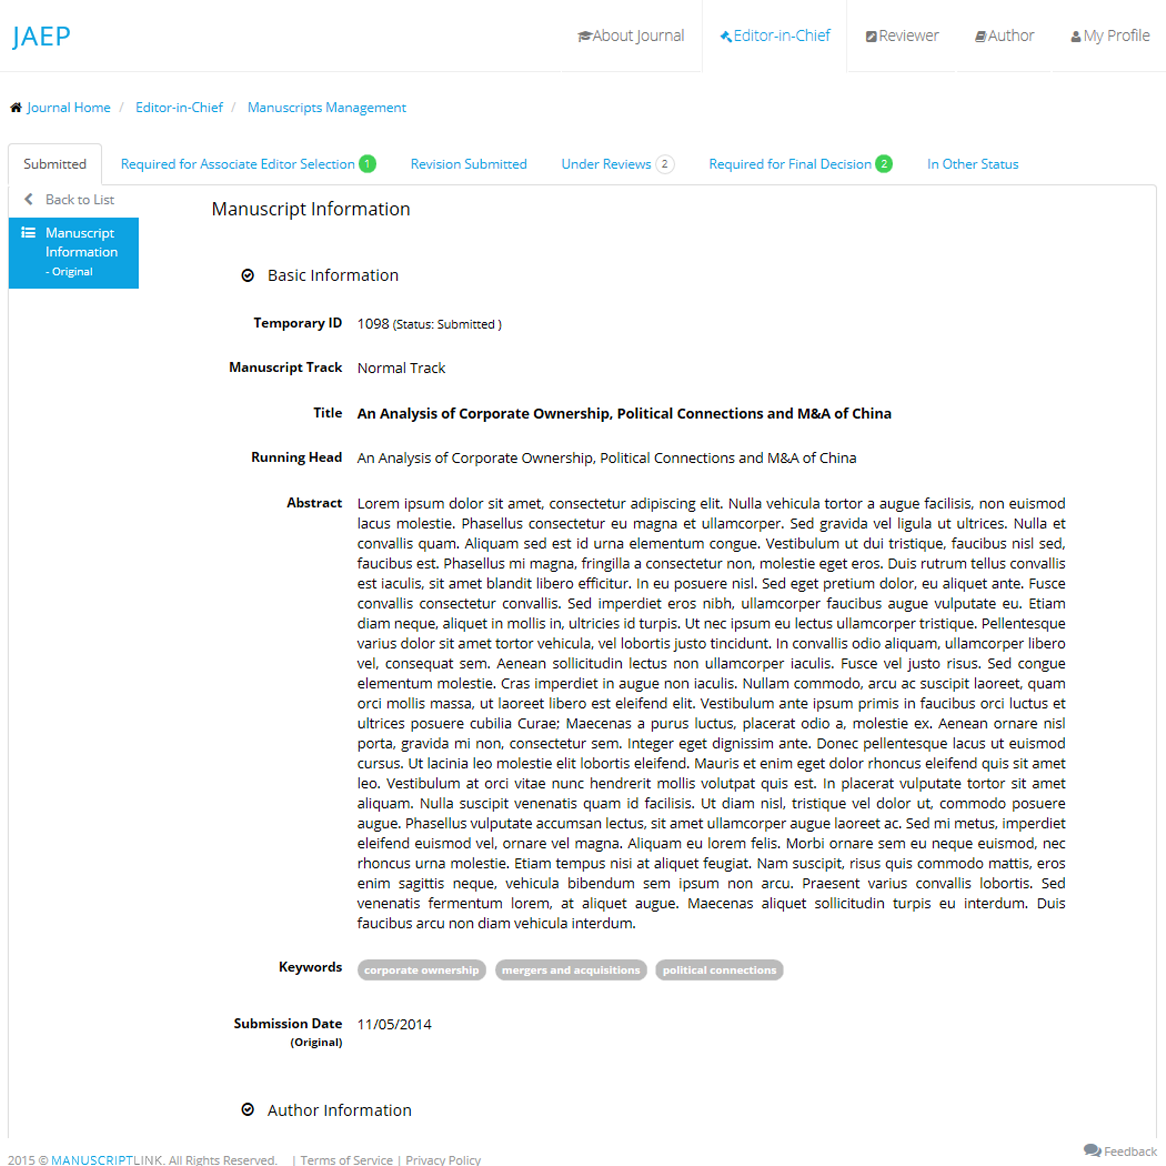 JAEP
About Journal
Editor-in-Chief
Reviewer
Author
My Profile
Journal Home / Editor-in-Chief / Manuscripts Management
Submitted
Required for Associate Editor Selection 1
Revision Submitted
Under Reviews 2
Required for Final Decision 2
In Other Status
Back to List
Manuscript
Information
- Original
Manuscript Information
Basic Information
Temporary ID 1098 (Status: Submitted )
Manuscript Track Normal Track
Title An Analysis of Corporate Ownership, Political Connections and M&A of China
Running Head An Analysis of Corporate Ownership, Political Connections and M&A of China
Abstract Lorem ipsum dolor sit amet, consectetur adipiscing elit. Nulla vehicula tortor a augue facilisis, non euismod
lacus molestie. Phasellus consectetur eu magna et ullamcorper. Sed gravida vel ligula ut ultrices. Nulla et
convallis quam. Aliquam sed est id urna elementum congue. Vestibulum ut dui tristique, faucibus nisl sed,
faucibus est. Phasellus mi magna, fringilla a consectetur non, molestie eget eros. Duis rutrum tellus convallis
est iaculis, sit amet blandit libero efficitur. In eu posuere nisl. Sed eget pretium dolor, eu aliquet ante. Fusce
convallis consectetur convallis. Sed imperdiet eros nibh, ullamcorper faucibus augue vulputate eu. Etiam
diam neque, aliquet in mollis in, ultricies id turpis. Ut nec ipsum eu lectus ullamcorper tristique. Pellentesque
varius dolor sit amet tortor vehicula, vel lobortis justo tincidunt. In convallis odio aliquam, ullamcorper libero
vel, consequat sem. Aenean sollicitudin lectus non ullamcorper iaculis. Fusce vel justo risus. Sed congue
elementum molestie. Cras imperdiet in augue non iaculis. Nullam commodo, arcu ac suscipit laoreet, quam
orci mollis massa, ut laoreet libero est eleifend elit. Vestibulum ante ipsum primis in faucibus orci luctus et
ultrices posuere cubilia Curae; Maecenas a purus luctus, placerat odio a, molestie ex. Aenean ornare nisl
porta, gravida mi non, consectetur sem. Integer eget dignissim ante. Donec pellentesque lacus ut euismod
cursus. Ut lacinia leo molestie elit lobortis eleifend. Mauris et enim eget dolor rhoncus eleifend quis sit amet
leo. Vestibulum at orci vitae nunc hendrerit mollis volutpat quis est. In placerat vulputate tortor sit amet
aliquam. Nulla suscipit venenatis quam id facilisis. Ut diam nisl, tristique vel dolor ut, commodo posuere
augue. Phasellus vulputate accumsan lectus, sit amet ullamcorper augue laoreet ac. Sed mi metus, imperdiet
eleifend euismod vel, ornare vel magna. Aliquam eu lorem felis. Morbi ornare sem eu neque euismod, nec
rhoncus urna molestie. Etiam tempus nisi at aliquet feugiat. Nam suscipit, risus quis commodo mattis, eros
enim sagittis neque, vehicula bibendum sem ipsum non arcu. Praesent varius convallis lobortis. Sed
venenatis fermentum lorem, at aliquet augue. Maecenas aliquet sollicitudin turpis eu interdum. Duis
faucibus arcu non diam vehicula interdum.
Keywords corporate ownership mergers and acquisitions political connections
Submission Date 11/05/2014
(Original)
Author Information
2015 © MANUSCRIPTLINK. All Rights Reserved. | Terms of Service | Privacy Policy
Feedback